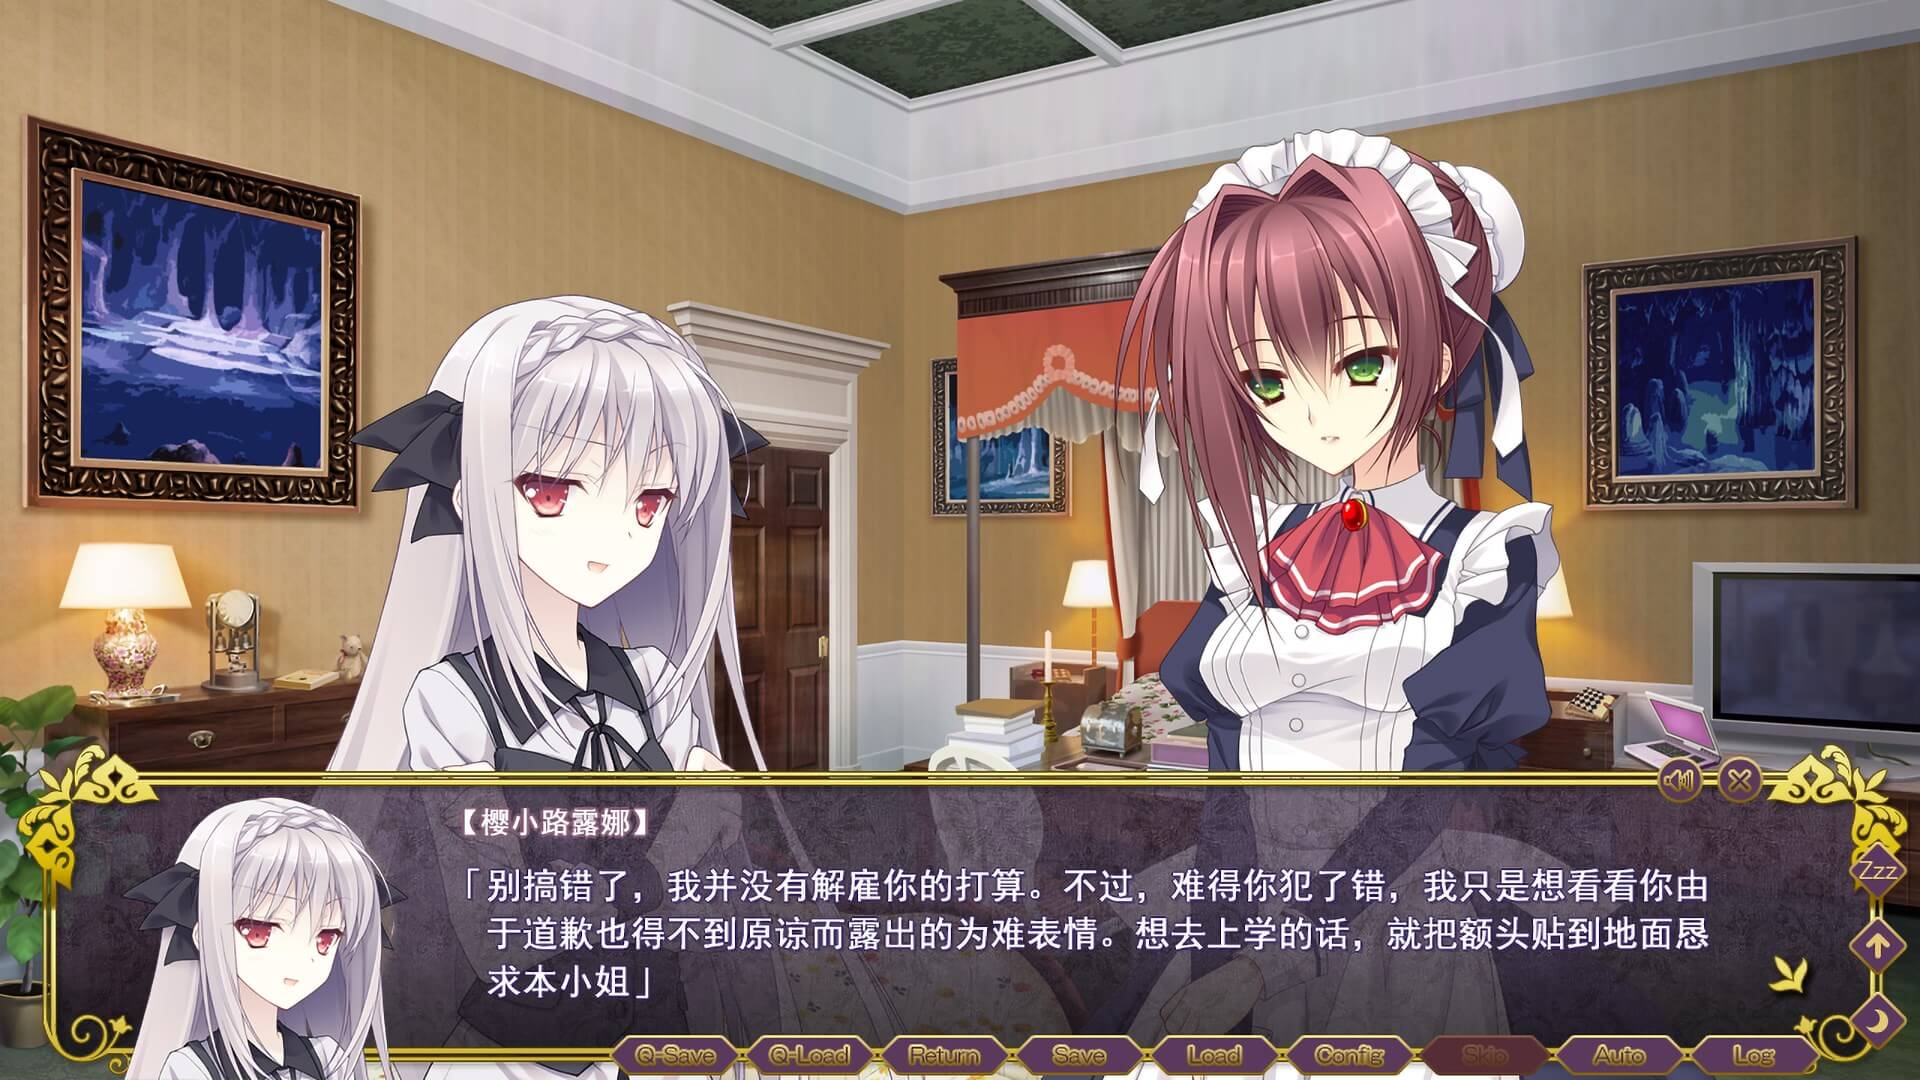 【樱小路露娜】
「别搞错了，我并没有解雇你的打算。不过，难得你犯了错，我只是想看看你由
于道歉也得不到原谅而露出的为难表情。想去上学的话，就把额头贴到地面恳
求本小姐」
Zzz
Q-Save Q-Load Return Save Load Config Skip Auto Log